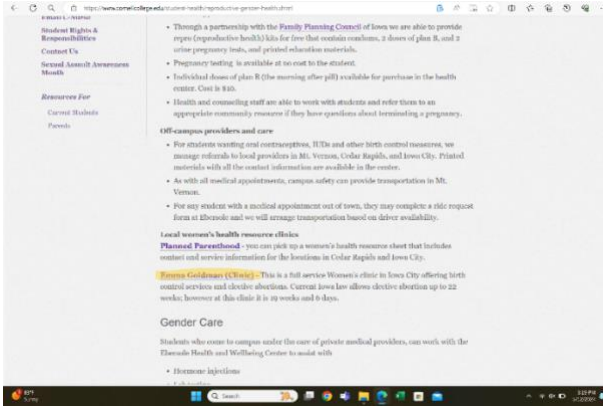 https://www.cornellcollege.edu/student-health/reproductive-gender-health.shtml
Student Rights &
Responsibilities
Contact Us
Sexual Assault Awareness
Month
Resources For
Current Students
Parents
• Through a partnership with the Family Planning Council of Iowa we are able to provide
repro (reproductive health) kits for free that contain condoms, 2 doses of plan B, and 2
urine pregnancy tests, and printed education materials.
• Pregnancy testing is available at no cost to the student.
• Individual doses of plan B (the morning after pill) available for purchase in the health
center. Cost is $10.
• Health and counseling staff are able to work with students and refer them to an
appropriate community resource if they have questions about terminating a pregnancy.
Off-campus providers and care
• For students wanting oral contraceptives, IUDs and other birth control measures, we
manage referrals to local providers in Mt. Vernon, Cedar Rapids, and Iowa City. Printed
materials with all the contact information are available in the center.
• As with all medical appointments, campus safety can provide transportation in Mt.
Vernon.
• For any student with a medical appointment out of town, they may complete a ride request
form at Ebersole and we will arrange transportation based on driver availability.
Local women's health resource clinics
Planned Parenthood - you can pick up a women's health resource sheet that includes
contact and service information for the locations in Cedar Rapids and Iowa City.
Emma Goldman (Clinic) - This is a full service Women's clinic in Iowa City offering birth
control services and elective abortions. Current Iowa law allows elective abortion up to 22
weeks; however at this clinic it is 19 weeks and 6 days.
Gender Care
Students who come to campus under the care of private medical providers, can work with the
Ebersole Health and Wellbeing Center to assist with
• Hormone injections
Sunny
Search